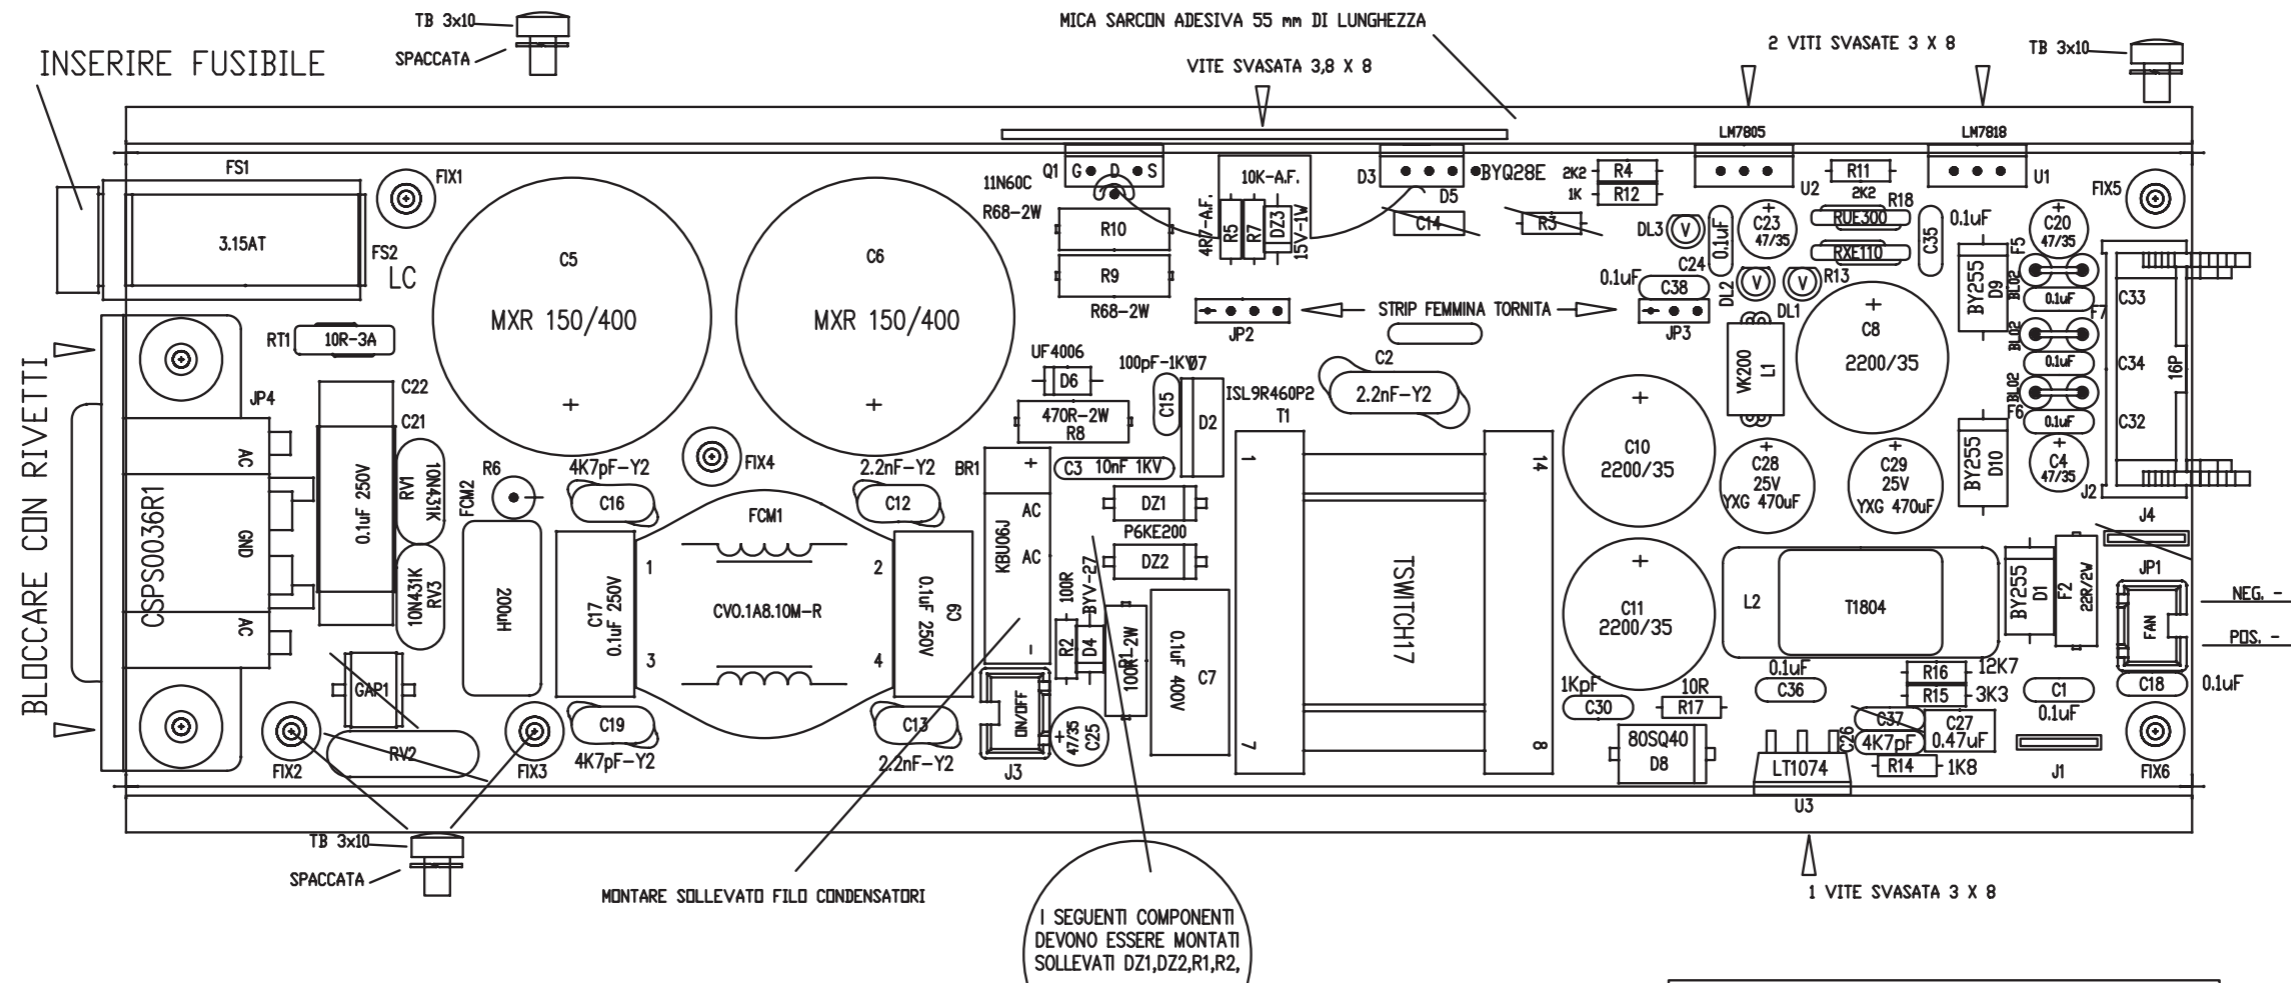 TB 3x10
SPACCATA
INSERIRE FUSIBILE
MICA SARCON ADESIVA 55 mm DI LUNGHEZZA
VITE SVASATA 3,8 X 8
2 VITI SVASATE 3 X 8
TB 3x10
LM7805
LM7818
FS1
3.15AT
FS2
LC
FIX1
C5
MXR 150/400
+
C6
MXR 150/400
+
Q1
G D S
11N60C
R68-2W
R10
R9
R68-2W
10K-A.F.
4R7-A.F.
R5
R7
DZ3
15V-1W
D3
BYQ28E
D5
C14
R3
2K2
R4
1K
R12
U2
R11
2K2
R18
U1
FIX5
DL3
V
0.1uF
C24
+
C23
47/35
RUE300
RXE110
C35
0.1uF
+
C20
47/35
F5
BY255
D9
BL02
0.1uF
C33
F7
BL02
0.1uF
C34
16P
BL02
F6
0.1uF
C32
0.1uF
C38
DL2
V
V
R13
DL1
JP2
STRIP FEMMINA TORNITA
JP3
VK200
L1
+
C8
2200/35
BLOCCARE CON RIVETTI
RT1
10R-3A
JP4
C22
C21
AC
GND
AC
CSPS0036R1
0.1uF 250V
RV1
10N431K
10N431K
RV3
FCM2
R6
200uH
4K7pF-Y2
C16
FIX4
2.2nF-Y2
C12
FCM1
1
2
3
4
CV0.1A8.10M-R
C17
0.1uF 250V
C9
0.1uF 250V
C19
4K7pF-Y2
C13
2.2nF-Y2
GAP1
RV2
FIX2
FIX3
UF4006
D6
470R-2W
R8
100pF-1KV
D7
C15
D2
ISL9R460P2
T1
C2
2.2nF-Y2
BR1
+
AC
AC
-
KBU06J
C3
10nF 1KV
DZ1
P6KE200
DZ2
100R
BYV-27
R2
D4
R1
100R-2W
0.1uF 400V
C7
ON/OFF
J3
+
47/35
C25
1
14
7
8
TSWITCH17
+
C10
2200/35
+
C11
2200/35
+
C28
25V
YXG 470uF
+
C29
25V
YXG 470uF
BY255
D10
+
C4
47/35
J2
J4
L2
T1804
BY255
D1
F2
22R/2W
JP1
FAN
NEG. -
POS. -
0.1uF
C36
R16
12K7
R15
3K3
C1
0.1uF
C18
0.1uF
1KpF
C30
10R
R17
80SQ40
D8
C26
C37
4K7pF
C27
0.47uF
R14
1K8
LT1074
U3
J1
FIX6
TB 3x10
SPACCATA
MONTARE SOLLEVATO FILO CONDENSATORI
1 VITE SVASATA 3 X 8
I SEGUENTI COMPONENTI
DEVONO ESSERE MONTATI
SOLLEVATI DZ1,DZ2,R1,R2,